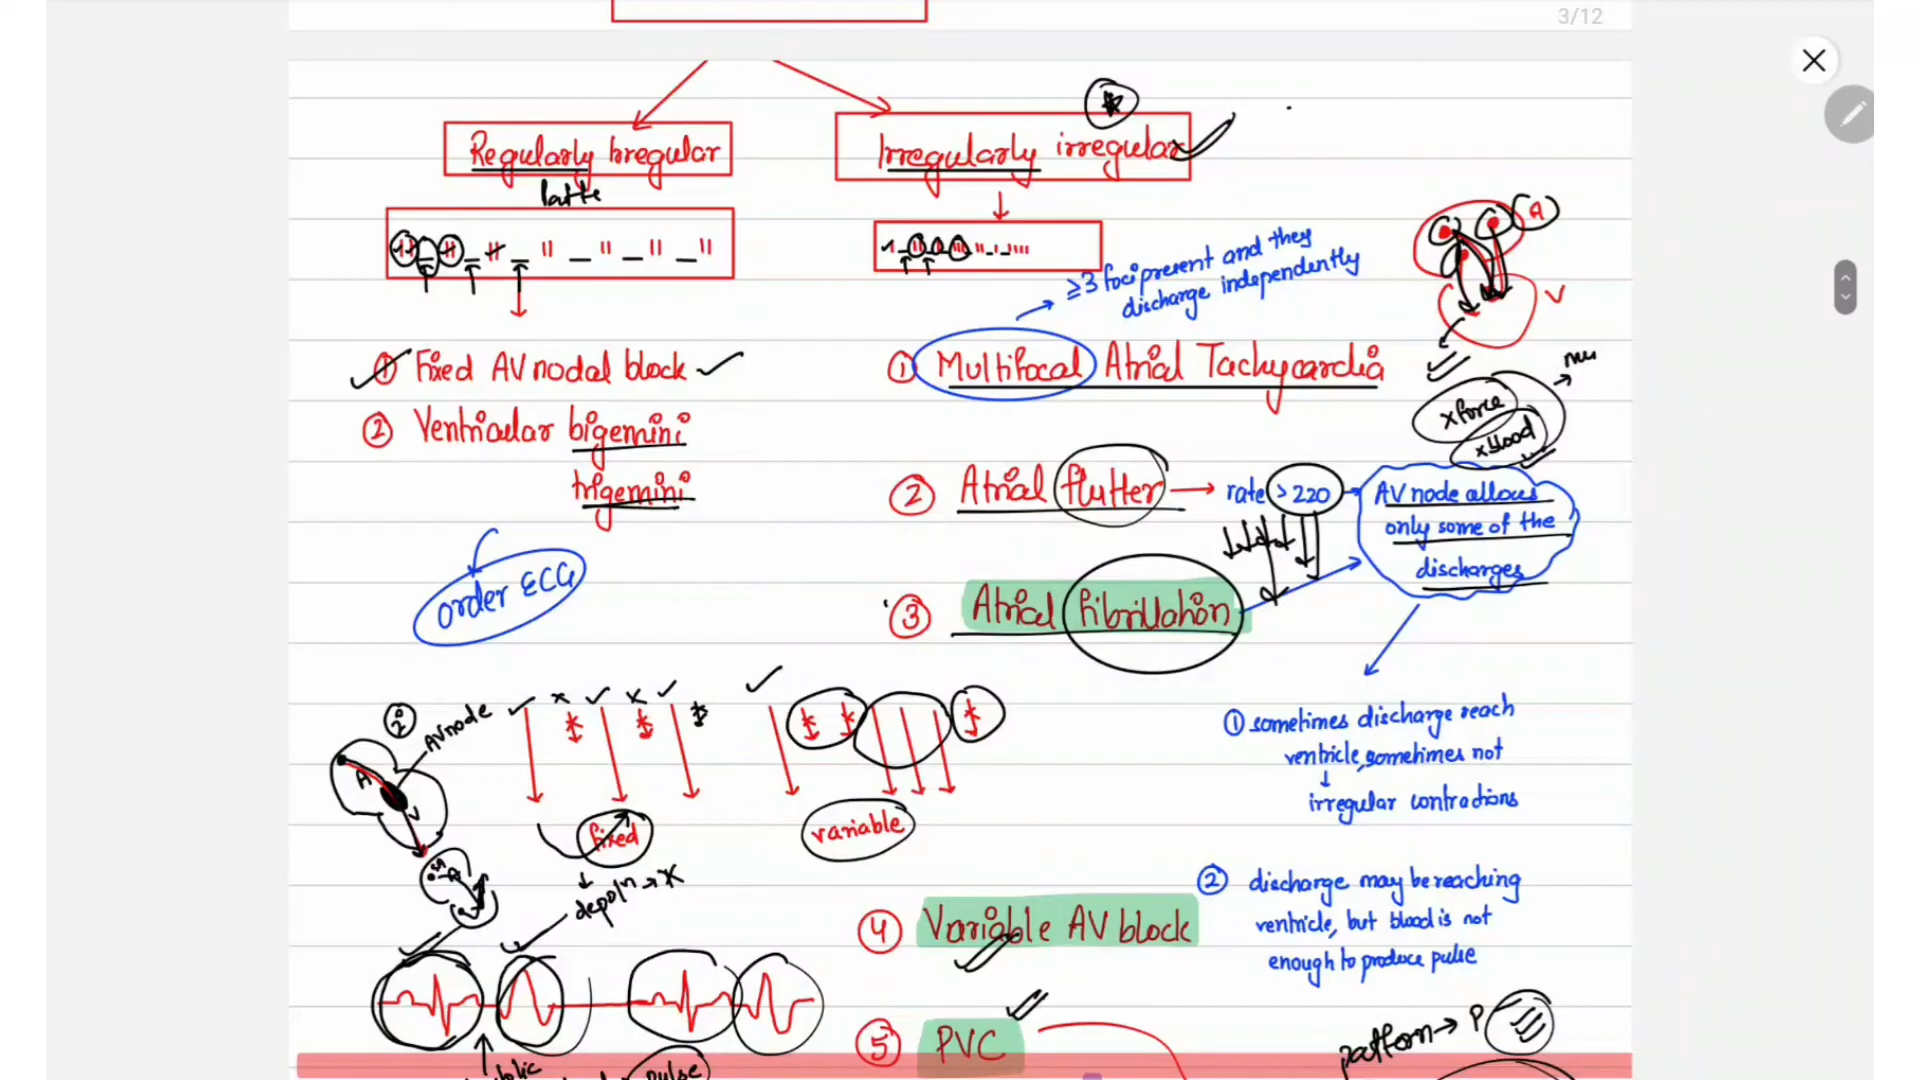 3/12
Regularly Irregular
Irregularly irregular
≥3 foci present and they
discharge independently
A
V
① Fixed AV nodal block
① Multifocal Atrial Tachycardia
② Ventricular bigemini
trigemini
xforce
xblood
② Atrial flutter → rate >220
AV node allows
only some of the
discharges
order ECG
③ Atrial fibrillation
AV node
A
V
fixed
variable
depoln → x
① sometimes discharge reach
ventricle, sometimes not
irregular contractions
② discharge may be reaching
ventricle, but blood is not
enough to produce pulse
④ Variable AV block
⑤ PVC
pulse